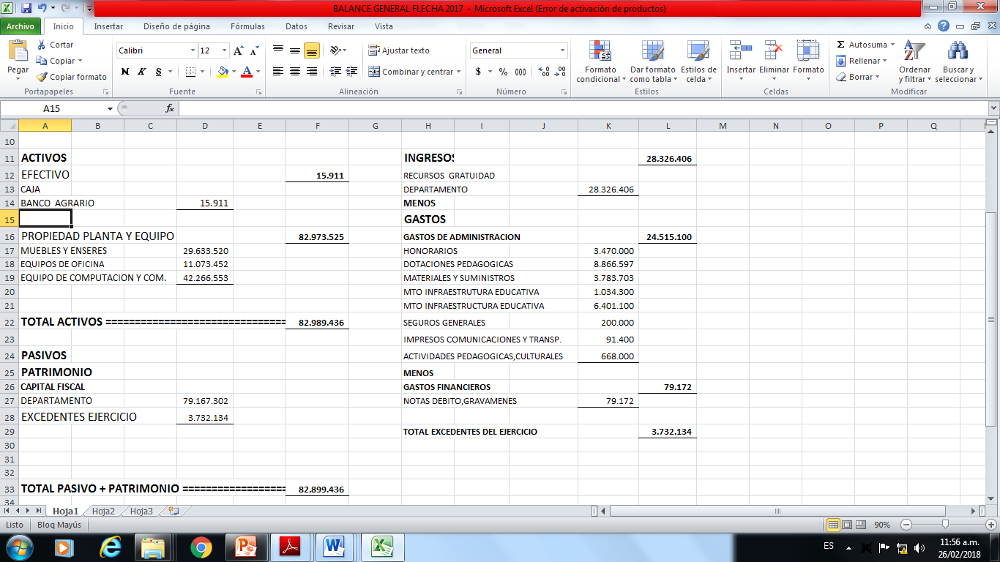 BALANCE GENERAL FLECHA 2017 - Microsoft Excel (Error de activación de productos)
Archivo Inicio Insertar Diseño de página Fórmulas Datos Revisar Vista
Pegar
Cortar
Copiar
Copiar formato
Portapapeles
Calibri 12
N K S
Fuente
Ajustar texto
Combinar y centrar
Alineación
General
$ % 000
Número
Formato condicional
Dar formato como tabla
Estilos de celda
Estilos
Insertar Eliminar Formato
Celdas
Autosuma
Rellenar
Borrar
Ordenar y filtrar
Buscar y seleccionar
Modificar
A15 fx
A B C D E F G H I J K L M N O P Q
10
11 ACTIVOS INGRESOS 28.326.406
12 EFECTIVO 15.911 RECURSOS GRATUIDAD
13 CAJA DEPARTAMENTO 28.326.406
14 BANCO AGRARIO 15.911 MENOS
15 GASTOS
16 PROPIEDAD PLANTA Y EQUIPO 82.973.525 GASTOS DE ADMINISTRACION 24.515.100
17 MUEBLES Y ENSERES 29.633.520 HONORARIOS 3.470.000
18 EQUIPOS DE OFICINA 11.073.452 DOTACIONES PEDAGOGICAS 8.866.597
19 EQUIPO DE COMPUTACION Y COM. 42.266.553 MATERIALES Y SUMINISTROS 3.783.703
20 MTO INFRAESTRUTURA EDUCATIVA 1.034.300
21 MTO INFRAESTRUCTURA EDUCATIVA 6.401.100
22 TOTAL ACTIVOS ============================== 82.989.436 SEGUROS GENERALES 200.000
23 IMPRESOS COMUNICACIONES Y TRANSP. 91.400
24 PASIVOS ACTIVIDADES PEDAGOGICAS,CULTURALES 668.000
25 PATRIMONIO MENOS
26 CAPITAL FISCAL GASTOS FINANCIEROS 79.172
27 DEPARTAMENTO 79.167.302 NOTAS DEBITO,GRAVAMENES 79.172
28 EXCEDENTES EJERCICIO 3.732.134
29 TOTAL EXCEDENTES DEL EJERCICIO 3.732.134
30
31
32
33 TOTAL PASIVO + PATRIMONIO ================= 82.899.436
34
Hoja1 Hoja2 Hoja3
Listo Bloq Mayús 90%
ES 11:56 a.m.
26/02/2018